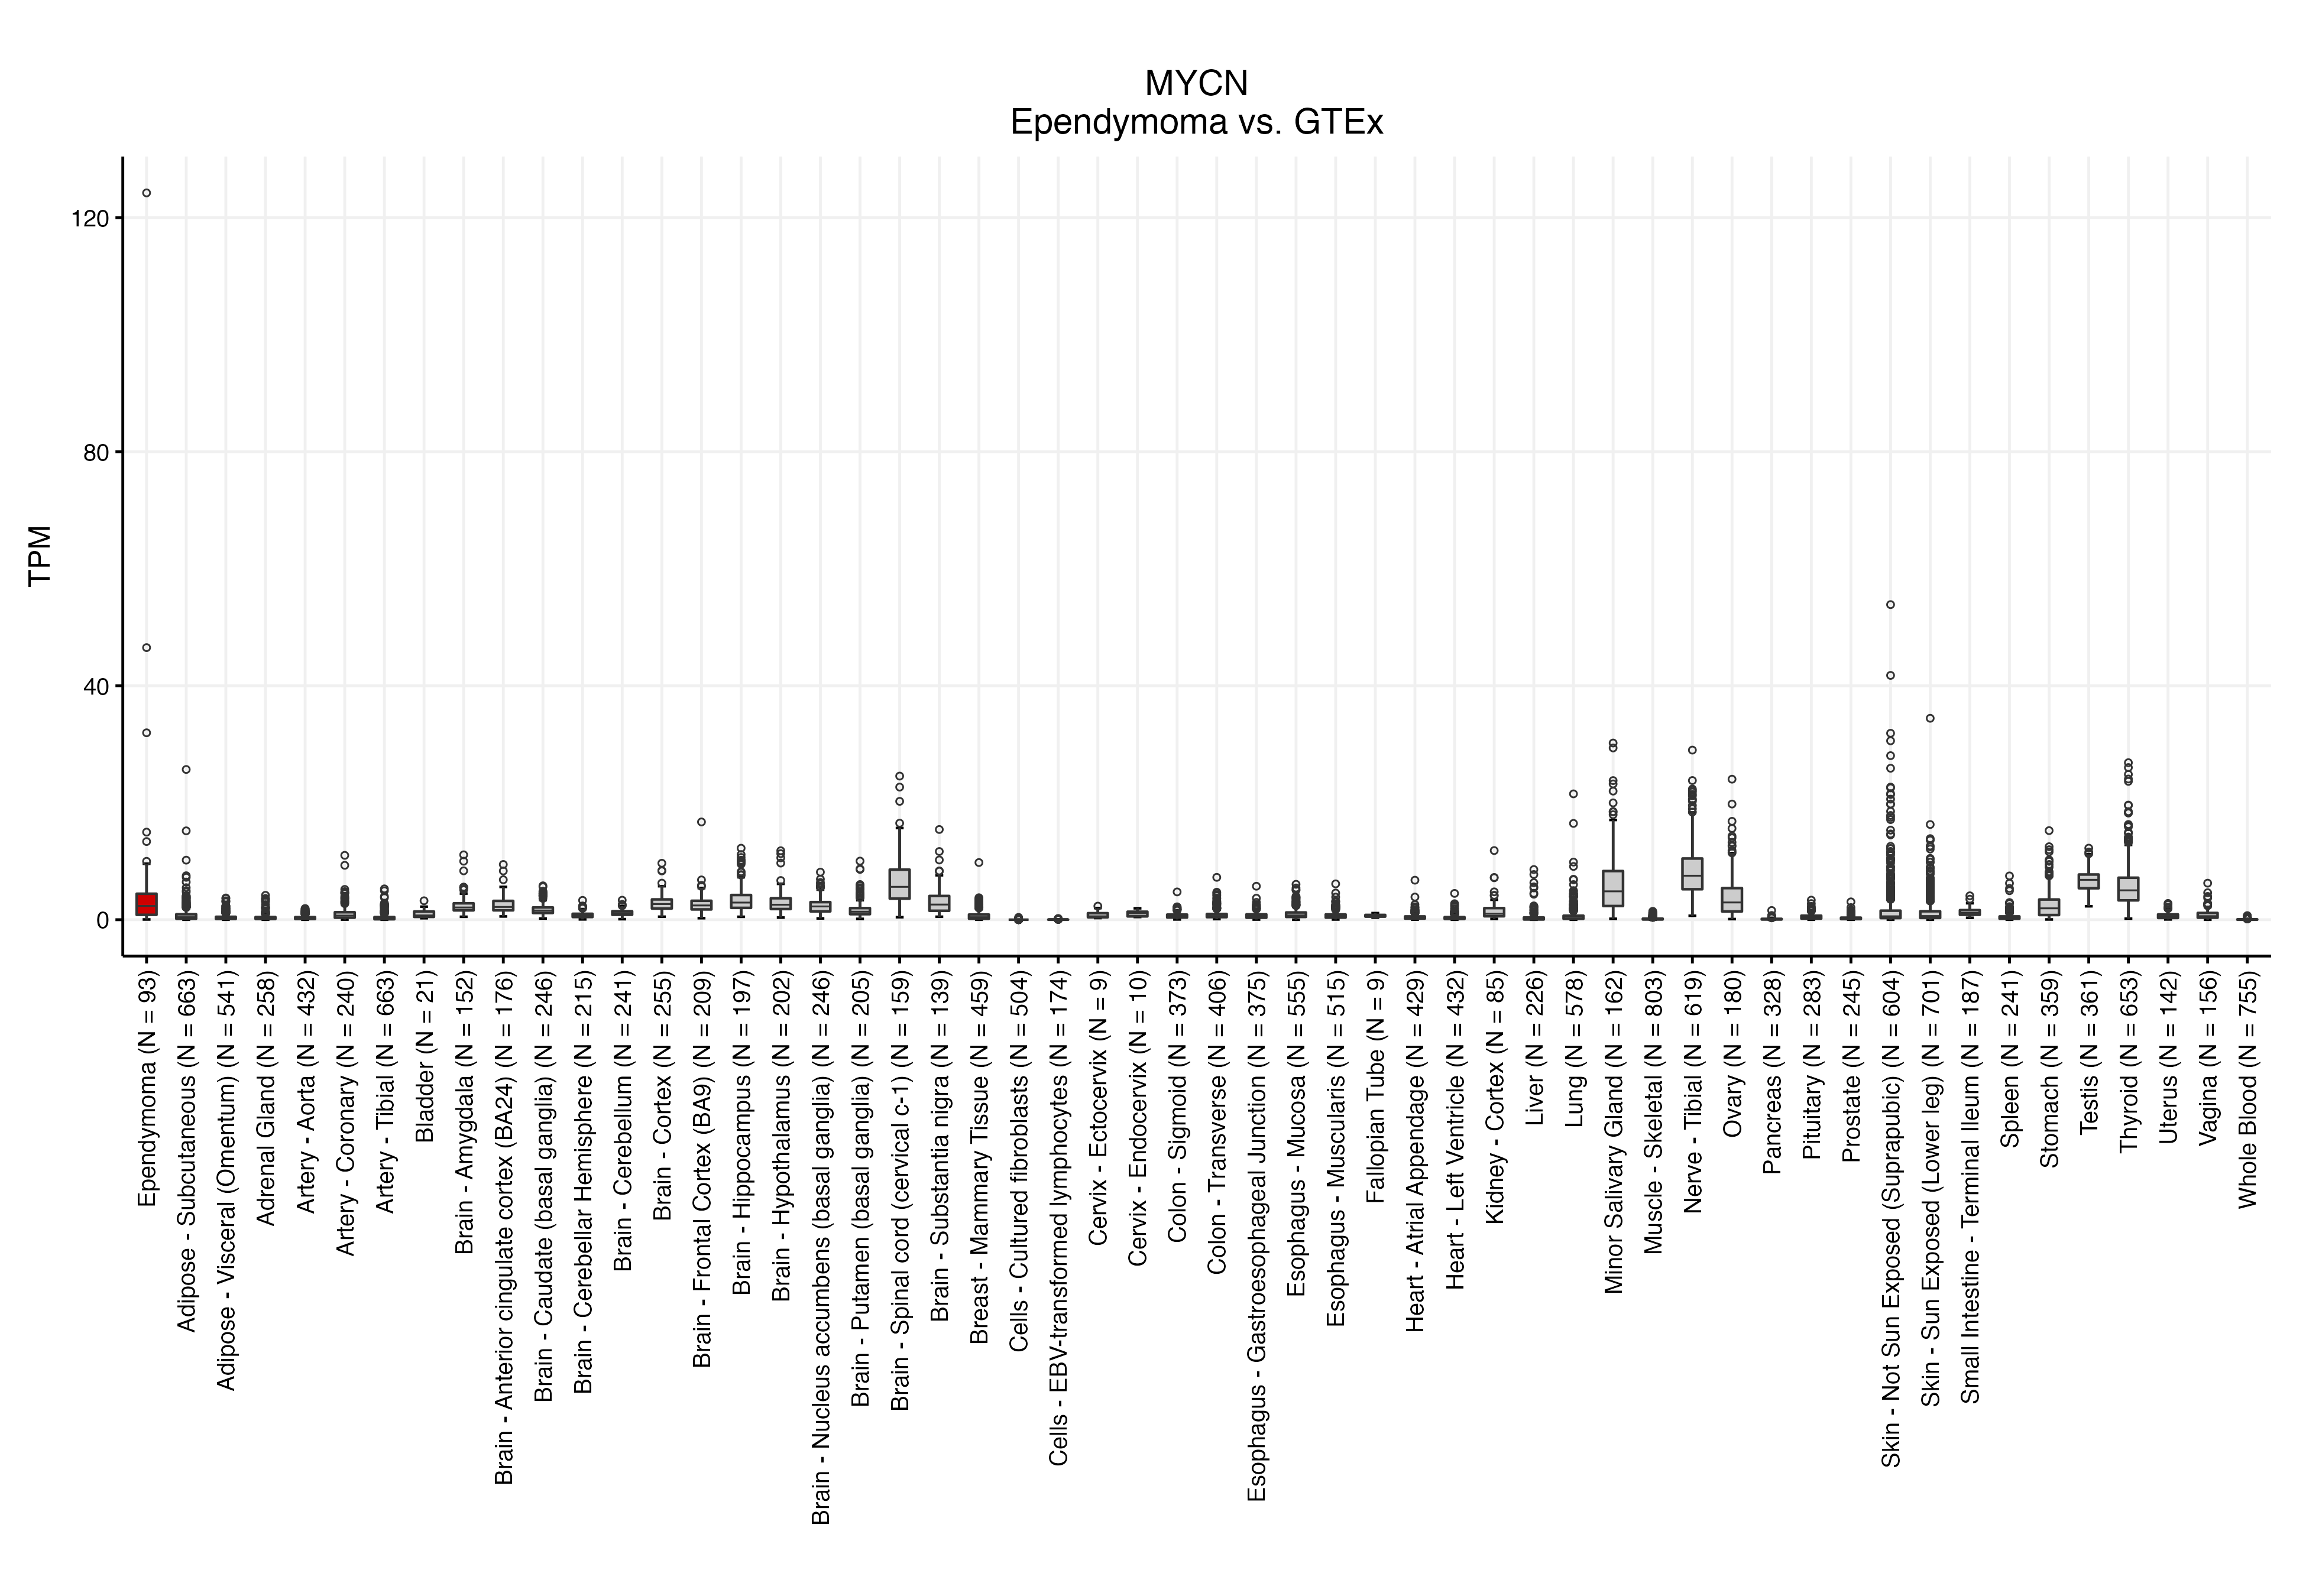 MYCN
Ependymoma vs. GTEx
TPM
120
80
40
0
Ependymoma (N = 93)
Adipose - Subcutaneous (N = 663)
Adipose - Visceral (Omentum) (N = 541)
Adrenal Gland (N = 258)
Artery - Aorta (N = 432)
Artery - Coronary (N = 240)
Artery - Tibial (N = 663)
Bladder (N = 21)
Brain - Amygdala (N = 152)
Brain - Anterior cingulate cortex (BA24) (N = 176)
Brain - Caudate (basal ganglia) (N = 246)
Brain - Cerebellar Hemisphere (N = 215)
Brain - Cerebellum (N = 241)
Brain - Cortex (N = 255)
Brain - Frontal Cortex (BA9) (N = 209)
Brain - Hippocampus (N = 197)
Brain - Hypothalamus (N = 202)
Brain - Nucleus accumbens (basal ganglia) (N = 246)
Brain - Putamen (basal ganglia) (N = 205)
Brain - Spinal cord (cervical c-1) (N = 159)
Brain - Substantia nigra (N = 139)
Breast - Mammary Tissue (N = 459)
Cells - Cultured fibroblasts (N = 504)
Cells - EBV-transformed lymphocytes (N = 174)
Cervix - Ectocervix (N = 9)
Cervix - Endocervix (N = 10)
Colon - Sigmoid (N = 373)
Colon - Transverse (N = 406)
Esophagus - Gastroesophageal Junction (N = 375)
Esophagus - Mucosa (N = 555)
Esophagus - Muscularis (N = 515)
Fallopian Tube (N = 9)
Heart - Atrial Appendage (N = 429)
Heart - Left Ventricle (N = 432)
Kidney - Cortex (N = 85)
Liver (N = 226)
Lung (N = 578)
Minor Salivary Gland (N = 162)
Muscle - Skeletal (N = 803)
Nerve - Tibial (N = 619)
Ovary (N = 180)
Pancreas (N = 328)
Pituitary (N = 283)
Prostate (N = 245)
Skin - Not Sun Exposed (Suprapubic) (N = 604)
Skin - Sun Exposed (Lower leg) (N = 701)
Small Intestine - Terminal Ileum (N = 187)
Spleen (N = 241)
Stomach (N = 359)
Testis (N = 361)
Thyroid (N = 653)
Uterus (N = 142)
Vagina (N = 156)
Whole Blood (N = 755)